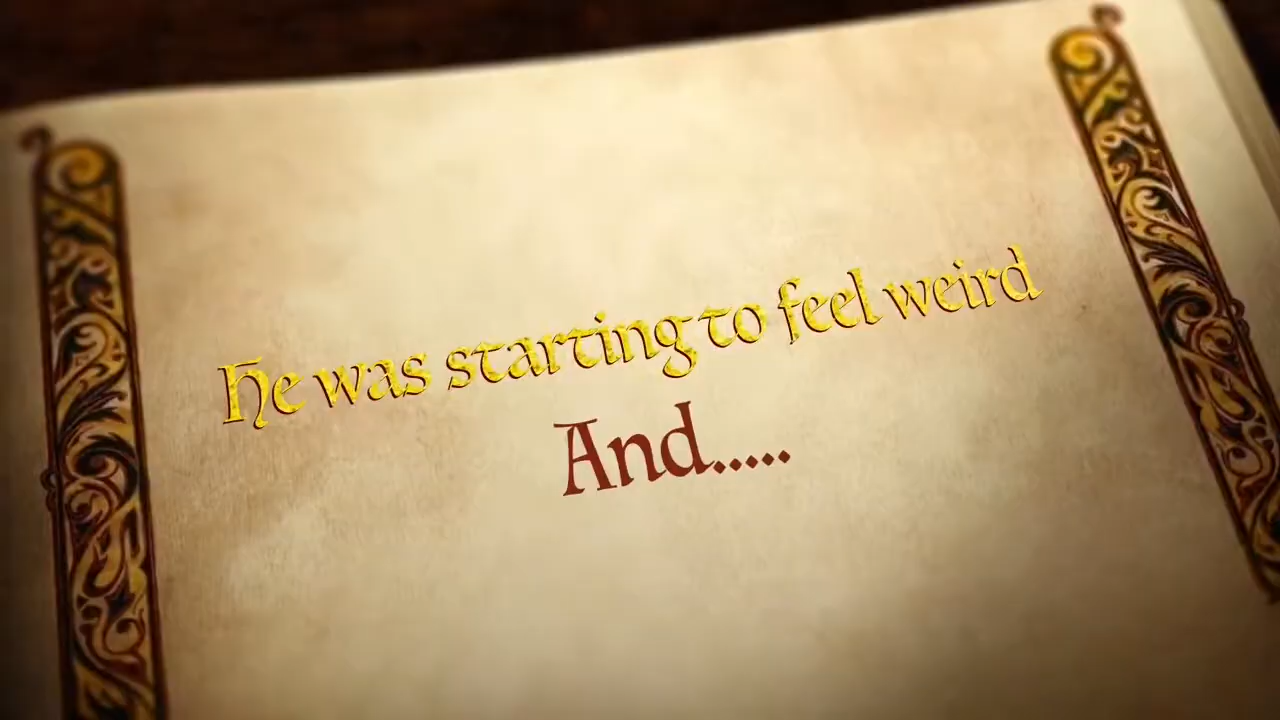 He was starting to feel weird
And.....